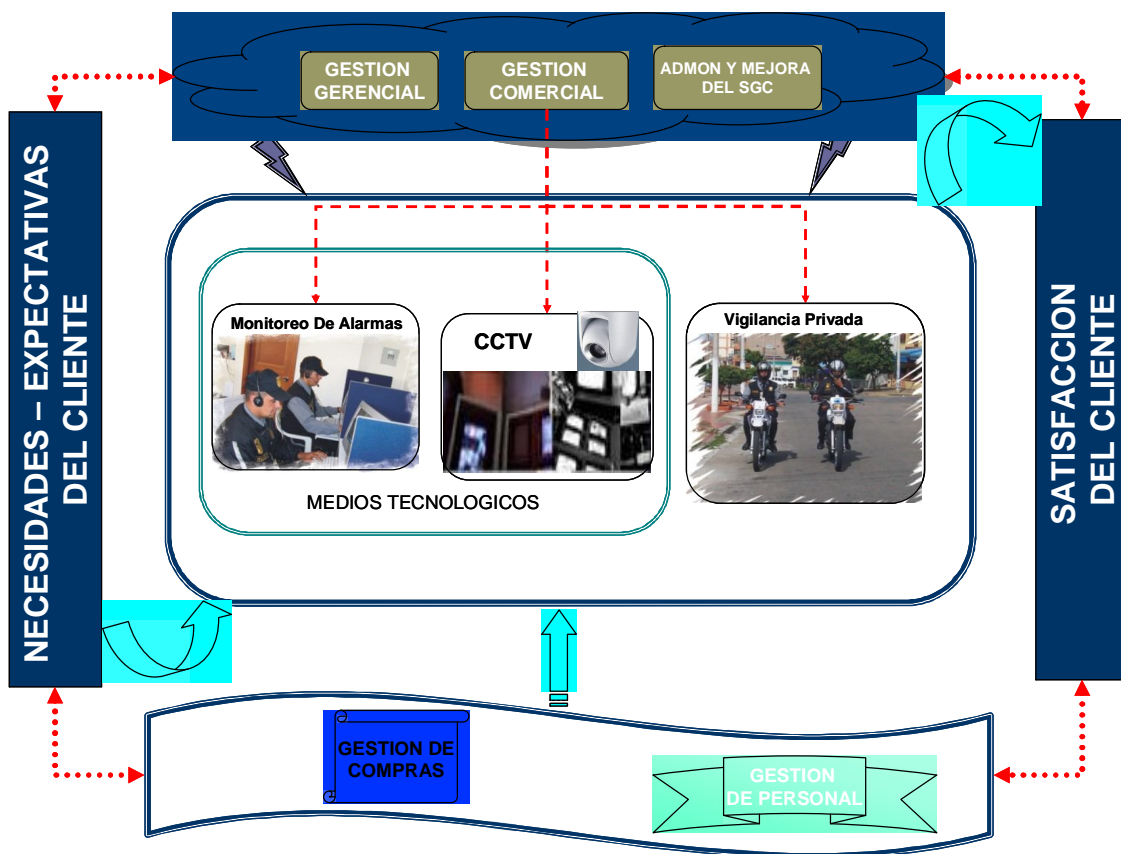 GESTION
GERENCIAL
GESTION
COMERCIAL
ADMON Y MEJORA
DEL SGC
NECESIDADES – EXPECTATIVAS
DEL CLIENTE
Monitoreo De Alarmas
CCTV
Vigilancia Privada
MEDIOS TECNOLOGICOS
SATISFACCION
DEL CLIENTE
GESTION DE
COMPRAS
GESTION
DE PERSONAL